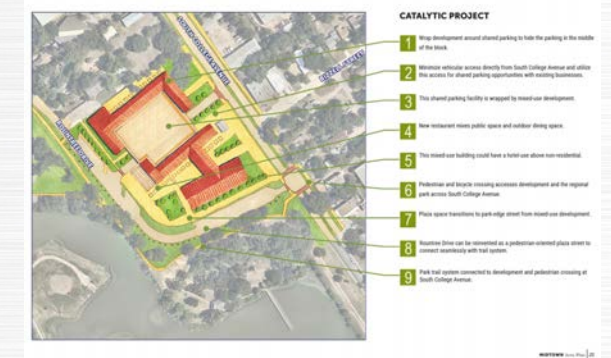 CATALYTIC PROJECT
1 Wrap development around shared parking to hide the parking in the middle
of the block.
2 Minimize vehicular access directly from South College Avenue and utilize
this access for shared parking opportunities with existing businesses.
3 This shared parking facility is wrapped by mixed-use development.
4 New restaurant mixes public space and outdoor dining space.
5 This mixed-use building could have a hotel use above non-residential.
6 Pedestrian and bicycle crossing accesses development and the regional
park across South College Avenue.
7 Plaza space transitions to park-edge street from mixed-use development.
8 Rountree Drive can be reinvented as a pedestrian-oriented plaza street to
connect seamlessly with trail system.
9 Park trail system connected to development and pedestrian crossing at
South College Avenue.
SOUTH COLLEGE AVENUE
ROUNTREE DRIVE
MIDTOWN